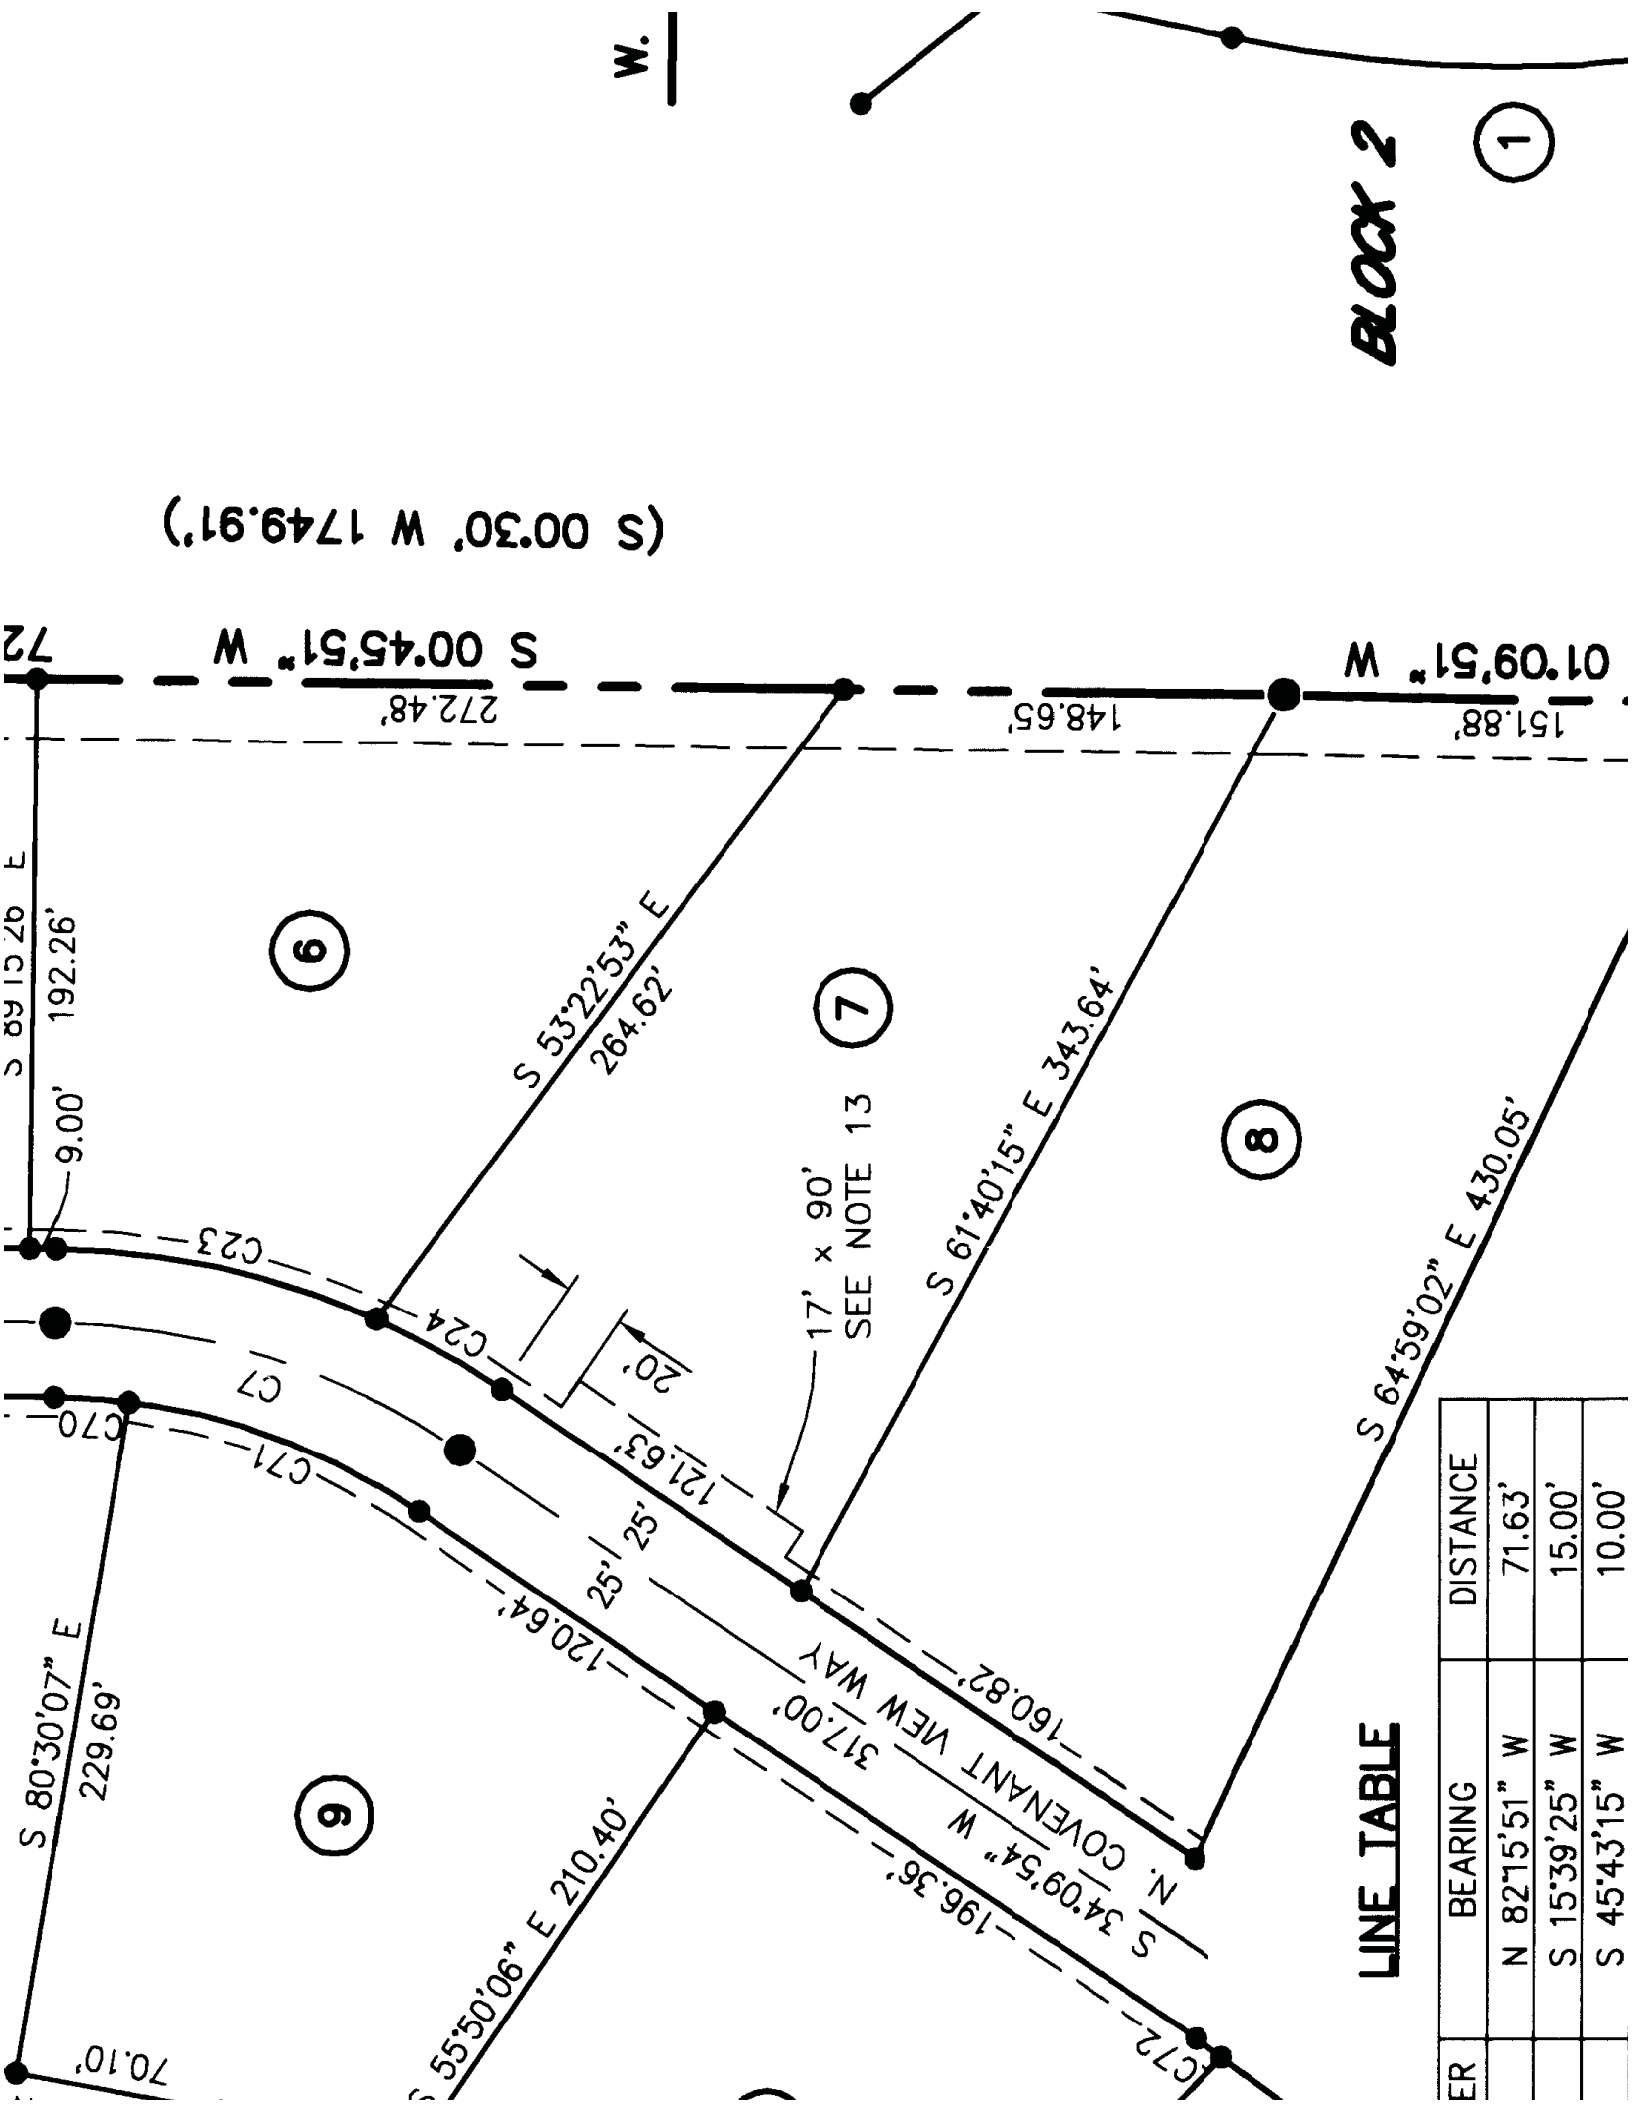 W.
1
BLOCK 2
(S 00°30' W 1749.91')
72
S 00°45'51" W
01°09'51" W
272.48'
148.65'
151.88'
S 89°15'26" E
192.26'
9.00'
6
S 53°22'53" E
264.62'
7
17' x 90'
SEE NOTE 13
S 61°40'15" E 343.64'
8
S 64°59'02" E 430.05'
C23
C24
20'
121.63'
C7
C70
C71
25' 25'
120.64'
160.82'
N. COVENANT VIEW WAY
317.00'
S 34°09'54" W
196.36'
C72
S 80°30'07" E
229.69'
9
S 55°50'06" E 210.40'
70.10'
LINE TABLE
ER BEARING DISTANCE
N 82°15'51" W 71.63'
S 15°39'25" W 15.00'
S 45°43'15" W 10.00'